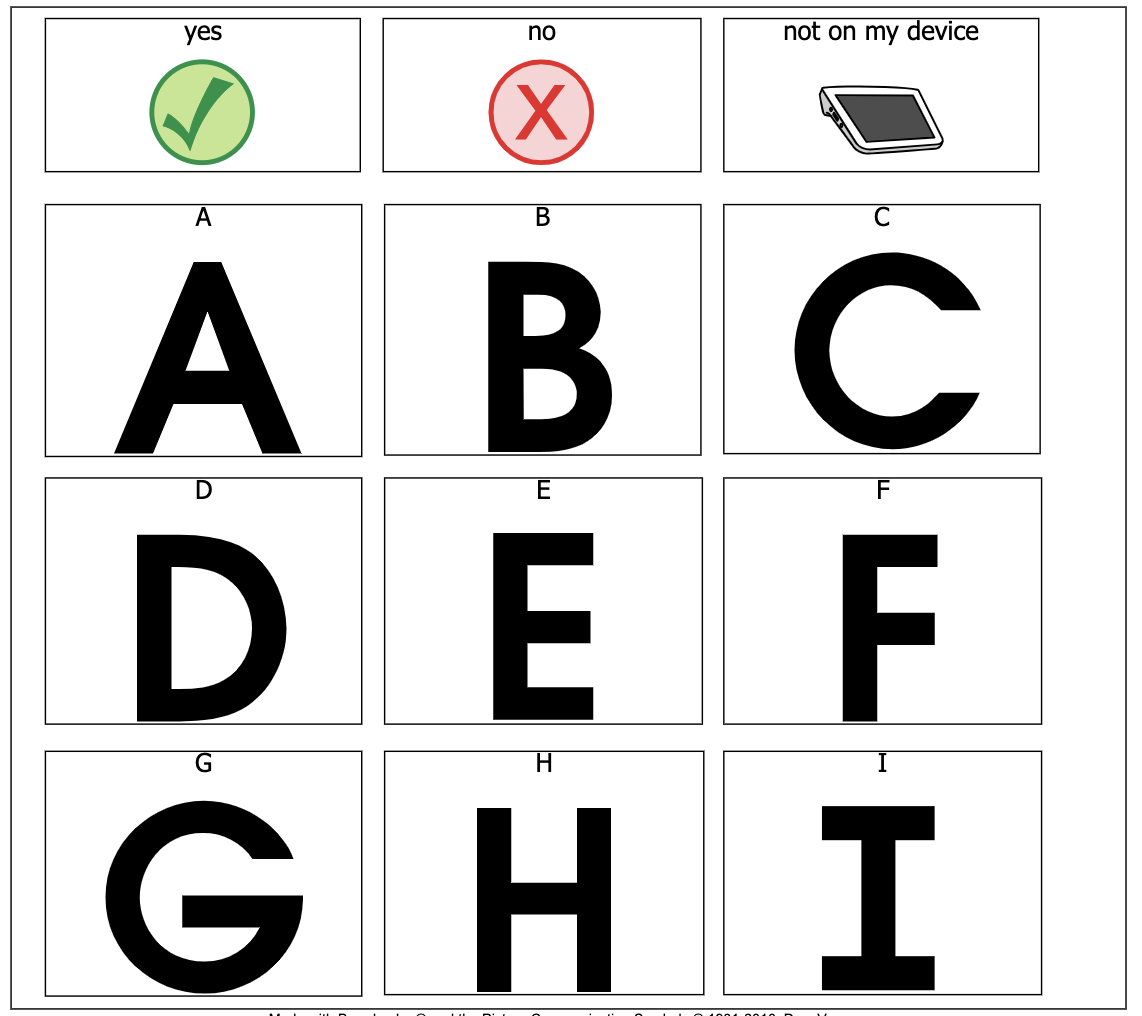 yes no not on my device
X
A B C
A B C
D E F
D E F
G H I
G H I